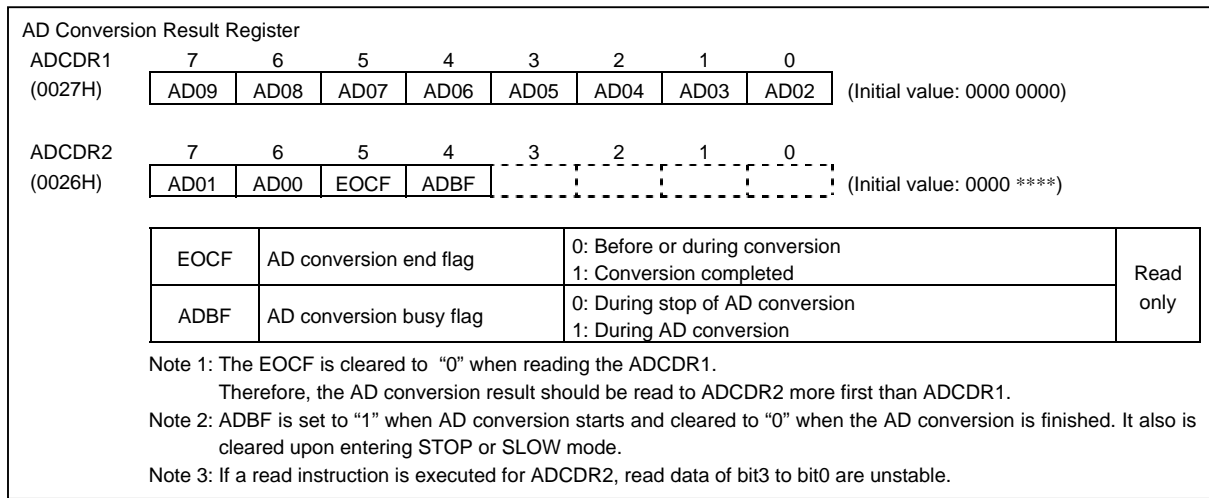 AD Conversion Result Register
ADCDR1 7 6 5 4 3 2 1 0
(0027H) AD09 AD08 AD07 AD06 AD05 AD04 AD03 AD02 (Initial value: 0000 0000)
ADCDR2 7 6 5 4 3 2 1 0
(0026H) AD01 AD00 EOCF ADBF (Initial value: 0000 ****)
EOCF AD conversion end flag 0: Before or during conversion
1: Conversion completed
Read only
ADBF AD conversion busy flag 0: During stop of AD conversion
1: During AD conversion
Note 1: The EOCF is cleared to “0” when reading the ADCDR1.
Therefore, the AD conversion result should be read to ADCDR2 more first than ADCDR1.
Note 2: ADBF is set to “1” when AD conversion starts and cleared to “0” when the AD conversion is finished. It also is
cleared upon entering STOP or SLOW mode.
Note 3: If a read instruction is executed for ADCDR2, read data of bit3 to bit0 are unstable.